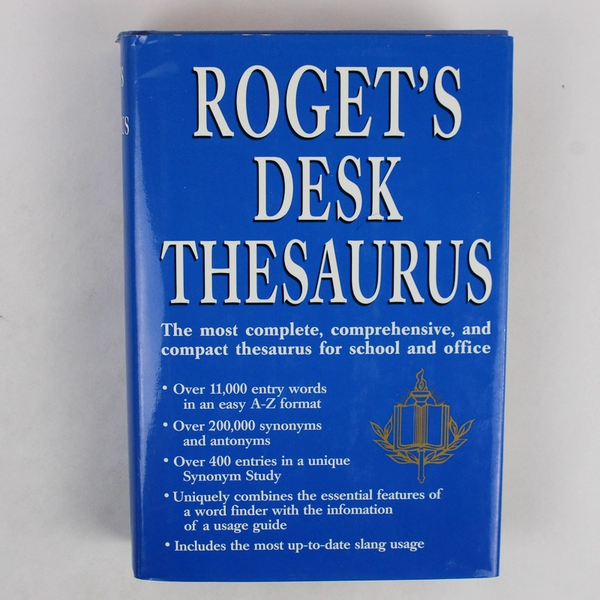 ROGET'S
DESK
THESAURUS
The most complete, comprehensive, and
compact thesaurus for school and office
• Over 11,000 entry words
in an easy A-Z format
• Over 200,000 synonyms
and antonyms
• Over 400 entries in a unique
Synonym Study
• Uniquely combines the essential features of
a word finder with the infomation
of a usage guide
• Includes the most up-to-date slang usage